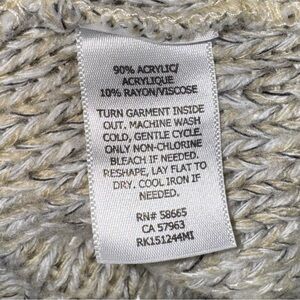 90% ACRYLIC/
ACRYLIQUE
10% RAYON/VISCOSE
TURN GARMENT INSIDE
OUT. MACHINE WASH
COLD, GENTLE CYCLE.
ONLY NON-CHLORINE
BLEACH IF NEEDED.
RESHAPE, LAY FLAT TO
DRY. COOL IRON IF
NEEDED.
RN# 58665
CA 57963
RK151244MI